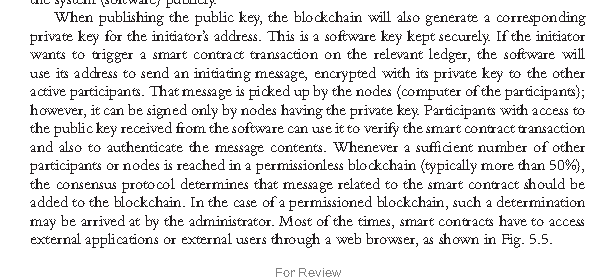 the system (software) publicly.
When publishing the public key, the blockchain will also generate a corresponding
private key for the initiator's address. This is a software key kept securely. If the initiator
wants to trigger a smart contract transaction on the relevant ledger, the software will
use its address to send an initiating message, encrypted with its private key to the other
active participants. That message is picked up by the nodes (computer of the participants);
however, it can be signed only by nodes having the private key. Participants with access to
the public key received from the software can use it to verify the smart contract transaction
and also to authenticate the message contents. Whenever a sufficient number of other
participants or nodes is reached in a permissionless blockchain (typically more than 50%),
the consensus protocol determines that message related to the smart contract should be
added to the blockchain. In the case of a permissioned blockchain, such a determination
may be arrived at by the administrator. Most of the times, smart contracts have to access
external applications or external users through a web browser, as shown in Fig. 5.5.
For Review